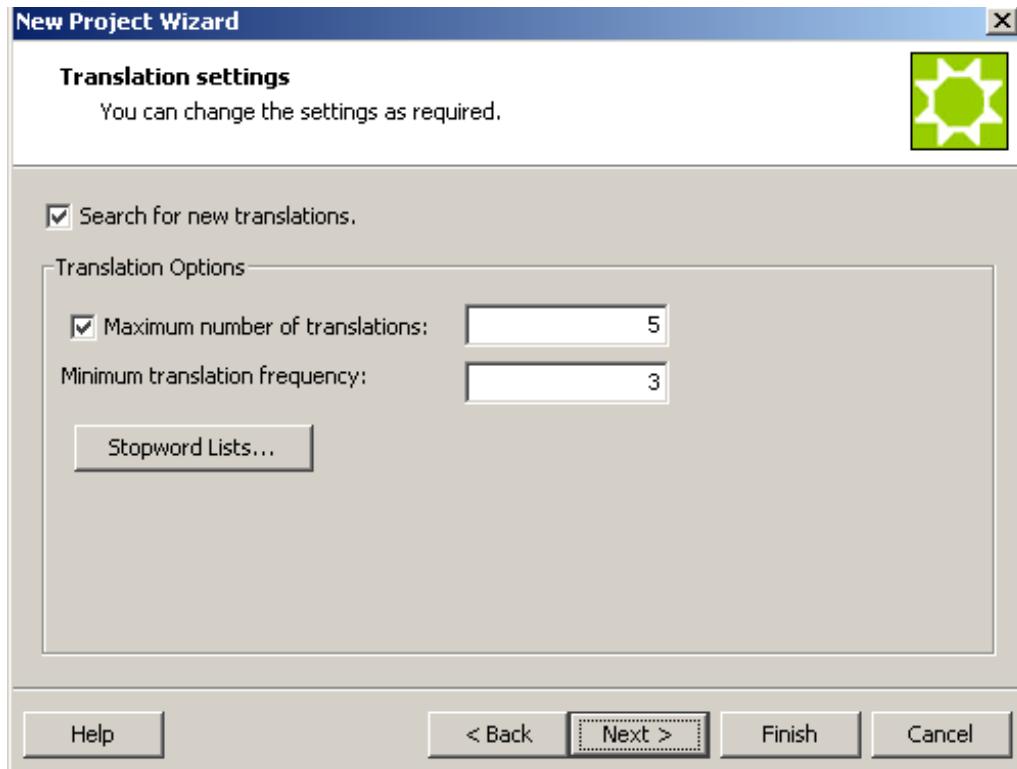 New Project Wizard
Translation settings
You can change the settings as required.
Search for new translations.
Translation Options
Maximum number of translations: 5
Minimum translation frequency: 3
Stopword Lists...
Help < Back Next > Finish Cancel